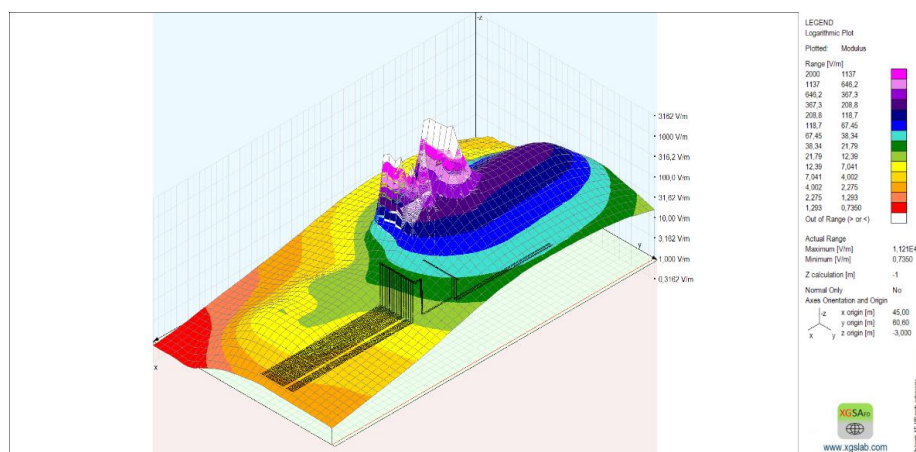 -z
3162 V/m
1000 V/m
316,2 V/m
100,0 V/m
31,62 V/m
10,00 V/m
3,162 V/m
1,000 V/m
0,3162 V/m
x
y
LEGEND
Logarithmic Plot
Plotted: Modulus
Range [V/m]
2000 1137
1137 646,2
646,2 367,3
367,3 208,8
208,8 118,7
118,7 67,45
67,45 38,34
38,34 21,79
21,79 12,39
12,39 7,041
7,041 4,002
4,002 2,275
2,275 1,293
1,293 0,7350
Out of Range (> or <)
Actual Range
Maximum [V/m] 1,121E4
Minimum [V/m] 0,7350
Z calculation [m] -1
Normal Only No
Axes Orientation and Origin
-z x origin [m] 45,00
y origin [m] 60,60
x y z origin [m] -3,000
XGSA FD
www.xgslab.com